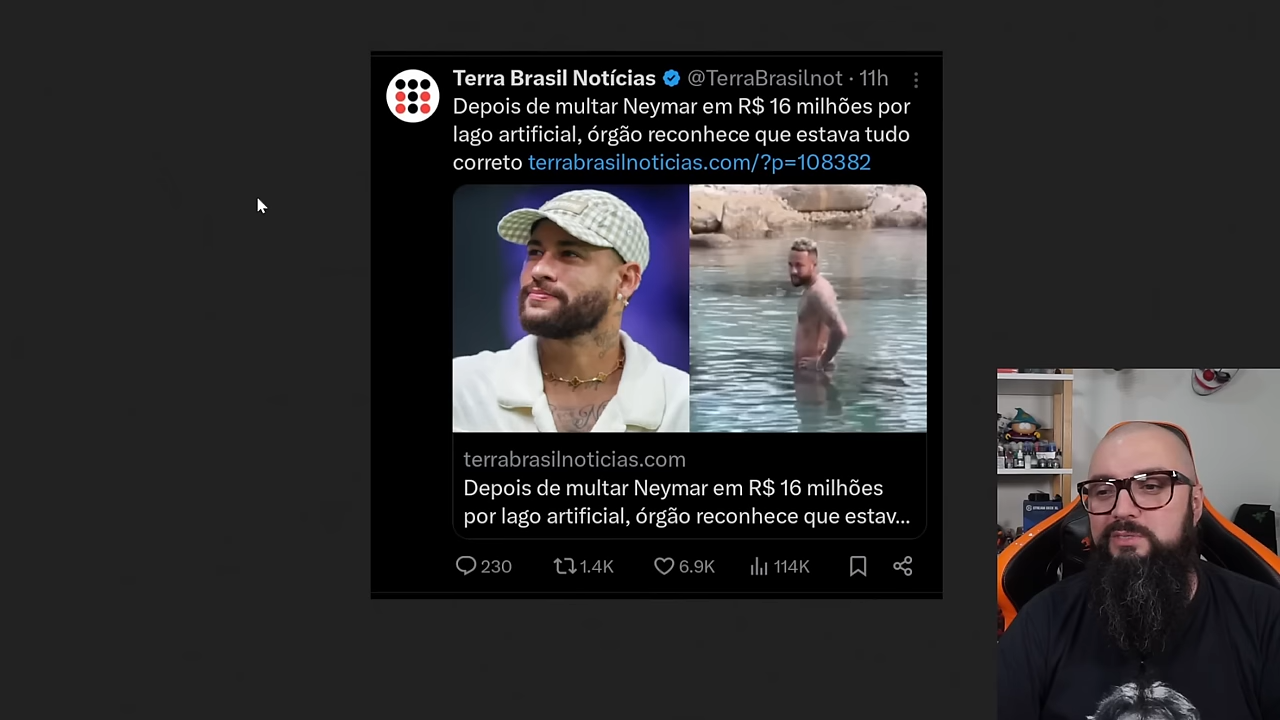 Terra Brasil Notícias @TerraBrasilnot · 11h
Depois de multar Neymar em R$ 16 milhões por
lago artificial, órgão reconhece que estava tudo
correto terrabrasilnoticias.com/?p=108382
terrabrasilnoticias.com
Depois de multar Neymar em R$ 16 milhões
por lago artificial, órgão reconhece que estav...
230 1.4K 6.9K 114K